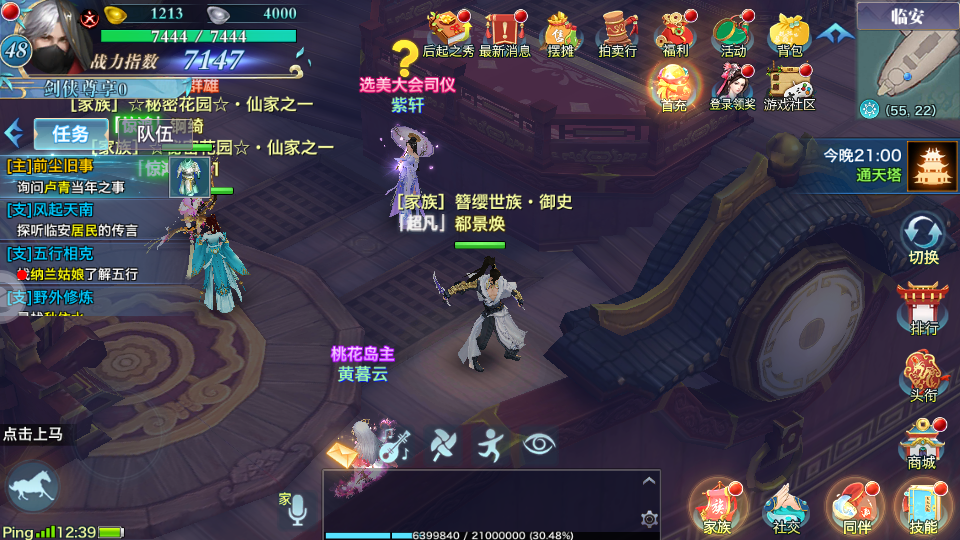 1213
4000
7444 / 7444
48
战力指数 7147
剑侠尊享0
群雄
[家族] ☆秘密花园☆·仙家之一
任务
队伍
[主]前尘旧事
询问卢青当年之事
[支]风起天南
探听临安居民的传言
[支]五行相克
找纳兰姑娘了解五行
[支]野外修炼
选美大会司仪
紫轩
[家族] 簪缨世族·御史
「超凡」 郗景焕
桃花岛主
黄暮云
后起之秀
最新消息
摆摊
售
拍卖行
福利
活动
背包
首充
登录领奖
游戏社区
临安
(55, 22)
今晚21:00
通天塔
切换
排行
头衔
商城
点击上马
家
Ping
12:39
6399840 / 21000000 (30.48%)
族
家族
社交
同伴
技能